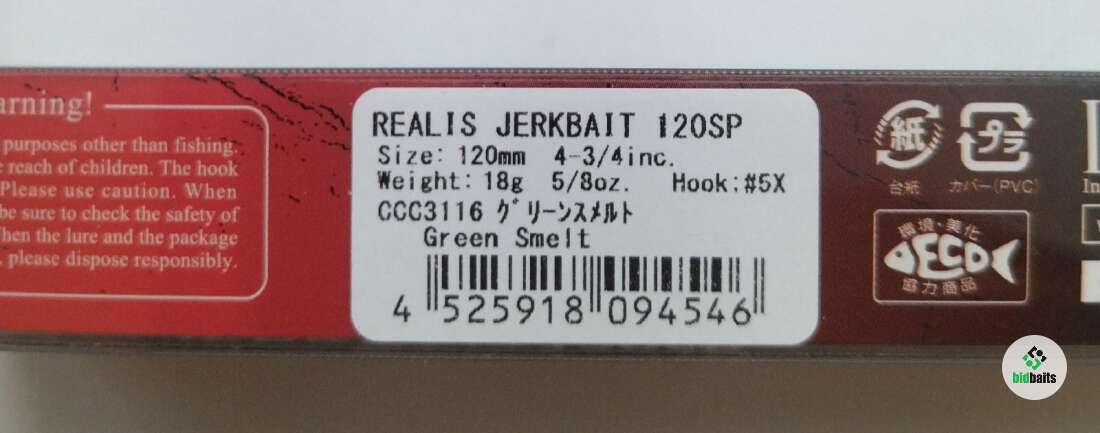 arning!
purposes other than fishing.
reach of children. The hook
Please use caution. When
be sure to check the safety of
hen the lure and the package
, please dispose responsibly.
REALIS JERKBAIT 120SP
Size: 120mm 4-3/4inc.
Weight: 18g 5/8oz. Hook:#5X
CCC3116 グリーンスメルト
Green Smelt
4 525918 094546
紙
プラ
台紙
カバー(PVC)
環境・美化
ECO
協力商品
In
bidbaits